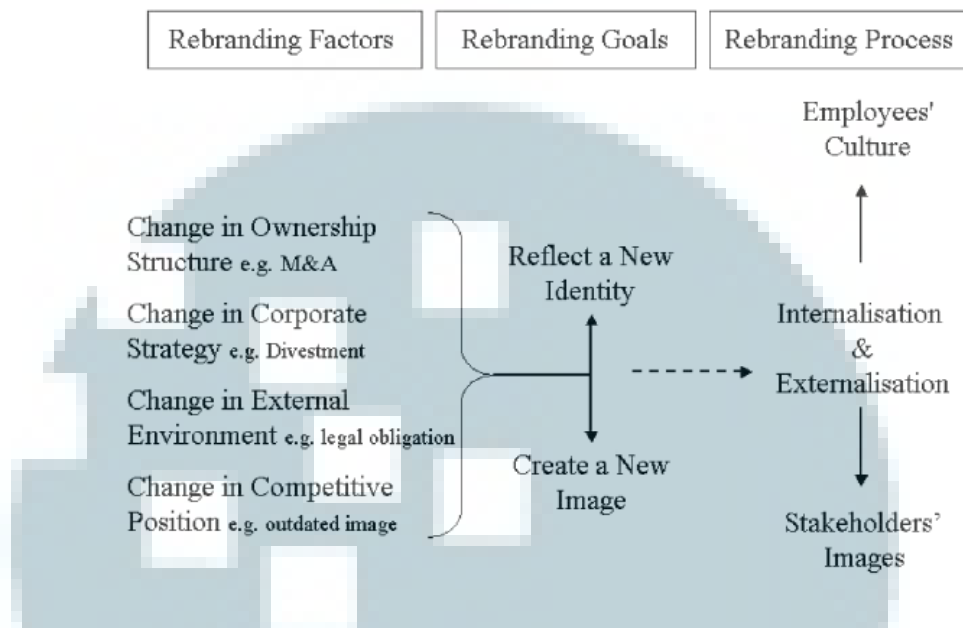 Rebranding Factors
Rebranding Goals
Rebranding Process
Change in Ownership
Structure e.g. M&A
Change in Corporate
Strategy e.g. Divestment
Change in External
Environment e.g. legal obligation
Change in Competitive
Position e.g. outdated image
Reflect a New
Identity
Create a New
Image
Employees'
Culture
Internalisation
&
Externalisation
Stakeholders’
Images